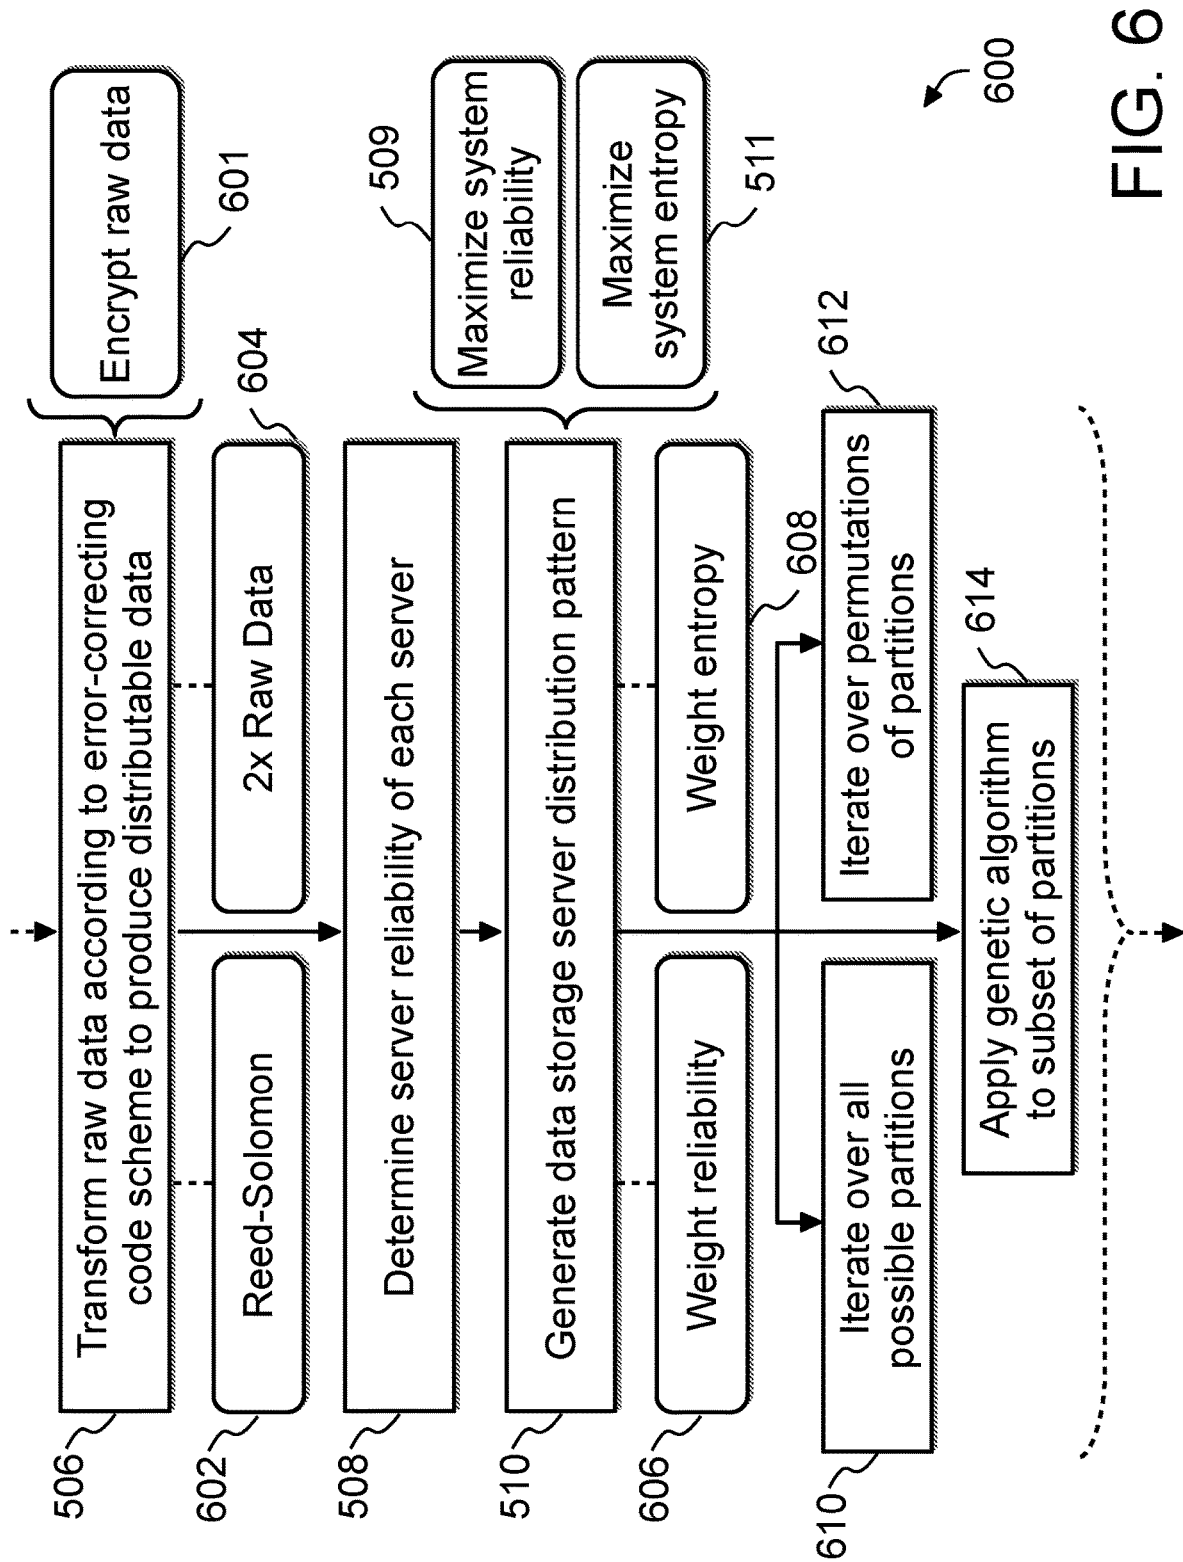 506
Transform raw data according to error-correcting
code scheme to produce distributable data
Encrypt raw data
601
602
Reed-Solomon
2x Raw Data
604
508
Determine server reliability of each server
510
Generate data storage server distribution pattern
509
Maximize system
reliability
Maximize
system entropy
511
606
Weight reliability
Weight entropy
608
610
Iterate over all
possible partitions
Iterate over permutations
of partitions
612
Apply genetic algorithm
to subset of partitions
614
600
FIG. 6